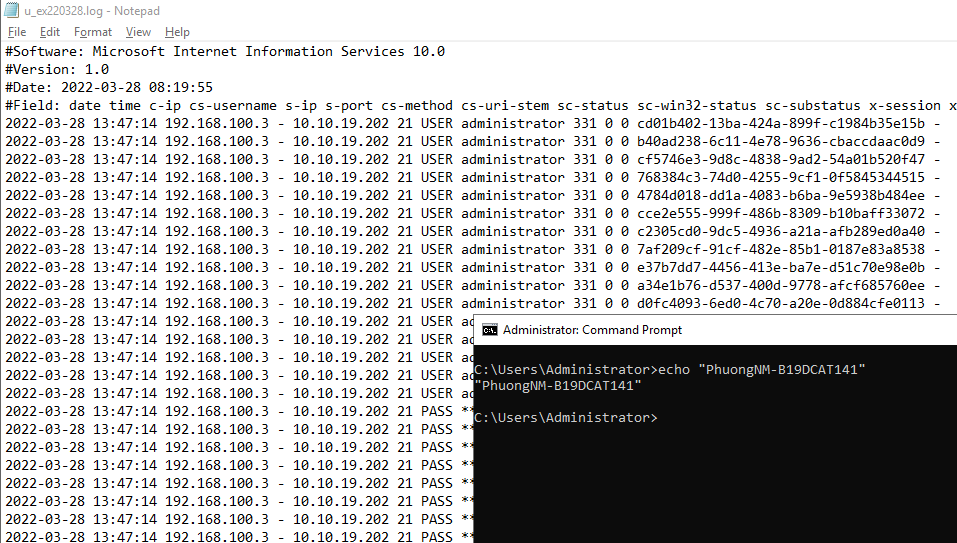 u_ex220328.log - Notepad
File Edit Format View Help
#Software: Microsoft Internet Information Services 10.0
#Version: 1.0
#Date: 2022-03-28 08:19:55
#Field: date time c-ip cs-username s-ip s-port cs-method cs-uri-stem sc-status sc-win32-status sc-substatus x-session x
2022-03-28 13:47:14 192.168.100.3 - 10.10.19.202 21 USER administrator 331 0 0 cd01b402-13ba-424a-899f-c1984b35e15b -
2022-03-28 13:47:14 192.168.100.3 - 10.10.19.202 21 USER administrator 331 0 0 b40ad238-6c11-4e78-9636-cbaccdaac0d9 -
2022-03-28 13:47:14 192.168.100.3 - 10.10.19.202 21 USER administrator 331 0 0 cf5746e3-9d8c-4838-9ad2-54a01b520f47 -
2022-03-28 13:47:14 192.168.100.3 - 10.10.19.202 21 USER administrator 331 0 0 768384c3-74d0-4255-9cf1-0f5845344515 -
2022-03-28 13:47:14 192.168.100.3 - 10.10.19.202 21 USER administrator 331 0 0 4784d018-dd1a-4083-b6ba-9e5938b484ee -
2022-03-28 13:47:14 192.168.100.3 - 10.10.19.202 21 USER administrator 331 0 0 cce2e555-999f-486b-8309-b10baff33072 -
2022-03-28 13:47:14 192.168.100.3 - 10.10.19.202 21 USER administrator 331 0 0 c2305cd0-9dc5-4936-a21a-afb289ed0a40 -
2022-03-28 13:47:14 192.168.100.3 - 10.10.19.202 21 USER administrator 331 0 0 7af209cf-91cf-482e-85b1-0187e83a8538 -
2022-03-28 13:47:14 192.168.100.3 - 10.10.19.202 21 USER administrator 331 0 0 e37b7dd7-4456-413e-ba7e-d51c70e98e0b -
2022-03-28 13:47:14 192.168.100.3 - 10.10.19.202 21 USER administrator 331 0 0 a34e1b76-d537-400d-9778-afcf685760ee -
2022-03-28 13:47:14 192.168.100.3 - 10.10.19.202 21 USER administrator 331 0 0 d0fc4093-6ed0-4c70-a20e-0d884cfe0113 -
2022-03-28 13:47:14 192.168.100.3 - 10.10.19.202 21 USER ad
2022-03-28 13:47:14 192.168.100.3 - 10.10.19.202 21 USER ad
2022-03-28 13:47:14 192.168.100.3 - 10.10.19.202 21 USER ad
2022-03-28 13:47:14 192.168.100.3 - 10.10.19.202 21 USER ad
2022-03-28 13:47:14 192.168.100.3 - 10.10.19.202 21 USER ad
2022-03-28 13:47:14 192.168.100.3 - 10.10.19.202 21 PASS **
2022-03-28 13:47:14 192.168.100.3 - 10.10.19.202 21 PASS **
2022-03-28 13:47:14 192.168.100.3 - 10.10.19.202 21 PASS **
2022-03-28 13:47:14 192.168.100.3 - 10.10.19.202 21 PASS **
2022-03-28 13:47:14 192.168.100.3 - 10.10.19.202 21 PASS **
2022-03-28 13:47:14 192.168.100.3 - 10.10.19.202 21 PASS **
2022-03-28 13:47:14 192.168.100.3 - 10.10.19.202 21 PASS **
2022-03-28 13:47:14 192.168.100.3 - 10.10.19.202 21 PASS **
Administrator: Command Prompt
C:\Users\Administrator>echo "PhuongNM-B19DCAT141"
"PhuongNM-B19DCAT141"
C:\Users\Administrator>